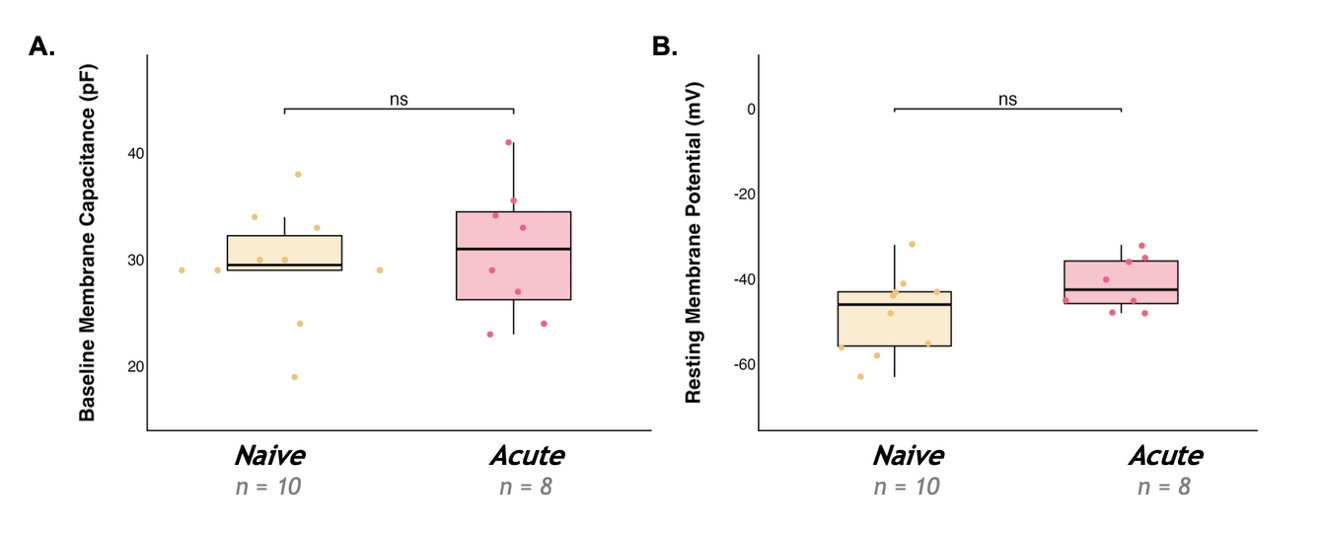 A.
Baseline Membrane Capacitance (pF)
40
30
20
ns
Naive
n = 10
Acute
n = 8
B.
Resting Membrane Potential (mV)
0
-20
-40
-60
ns
Naive
n = 10
Acute
n = 8